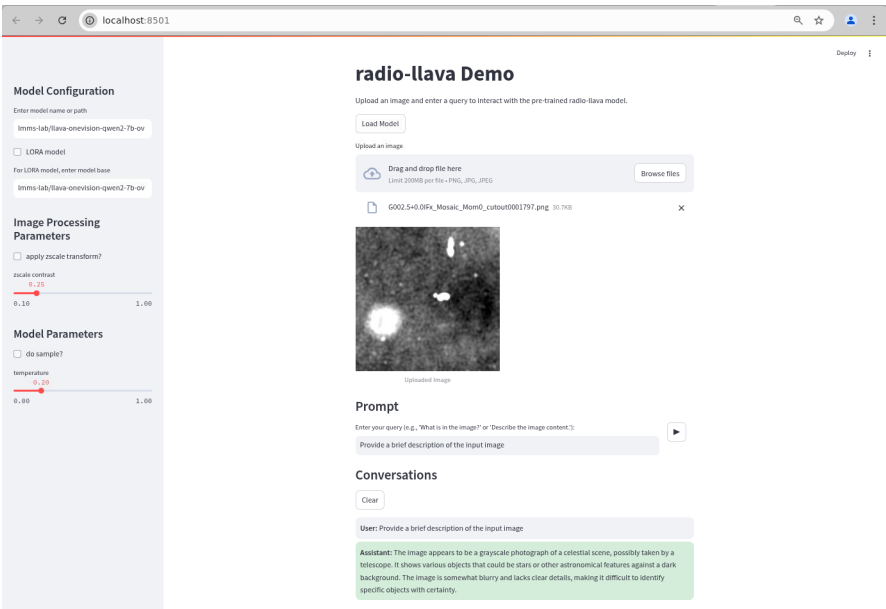 localhost:8501
Deploy
Model Configuration
Enter model name or path
lmms-lab/llava-onevision-qwen2-7b-ov
LORA model
For LORA model, enter model base
lmms-lab/llava-onevision-qwen2-7b-ov
Image Processing
Parameters
apply zscale transform?
zscale contrast
0.25
0.10 1.00
Model Parameters
do sample?
temperature
0.20
0.00 1.00
radio-llava Demo
Upload an image and enter a query to interact with the pre-trained radio-llava model.
Load Model
Upload an image
Drag and drop file here
Limit 200MB per file • PNG, JPG, JPEG
Browse files
G002.5+0.0IFx_Mosaic_Mom0_cutout0001797.png 30.7KB
Uploaded Image
Prompt
Enter your query (e.g., 'What is in the image?' or 'Describe the image content.'):
Provide a brief description of the input image
Conversations
Clear
User: Provide a brief description of the input image
Assistant: The image appears to be a grayscale photograph of a celestial scene, possibly taken by a
telescope. It shows various objects that could be stars or other astronomical features against a dark
background. The image is somewhat blurry and lacks clear details, making it difficult to identify
specific objects with certainty.